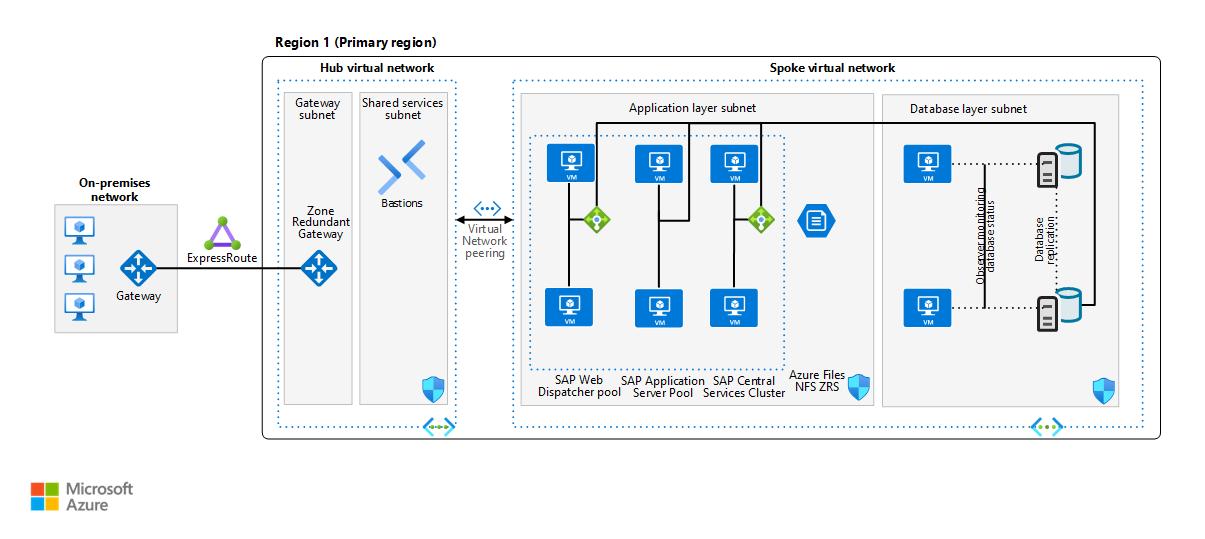 Region 1 (Primary region)
Hub virtual network
Spoke virtual network
Gateway
subnet
Shared services
subnet
Application layer subnet
Database layer subnet
VM
VM
VM
VM
On-premises
network
Bastions
Zone
Redundant
Gateway
Virtual
Network
peering
ExpressRoute
Gateway
Observer monitoring
database status
Database
replication
VM
VM
VM
VM
SAP Web
Dispatcher pool
SAP Application
Server Pool
SAP Central
Services Cluster
Azure Files
NFS ZRS
Microsoft
Azure